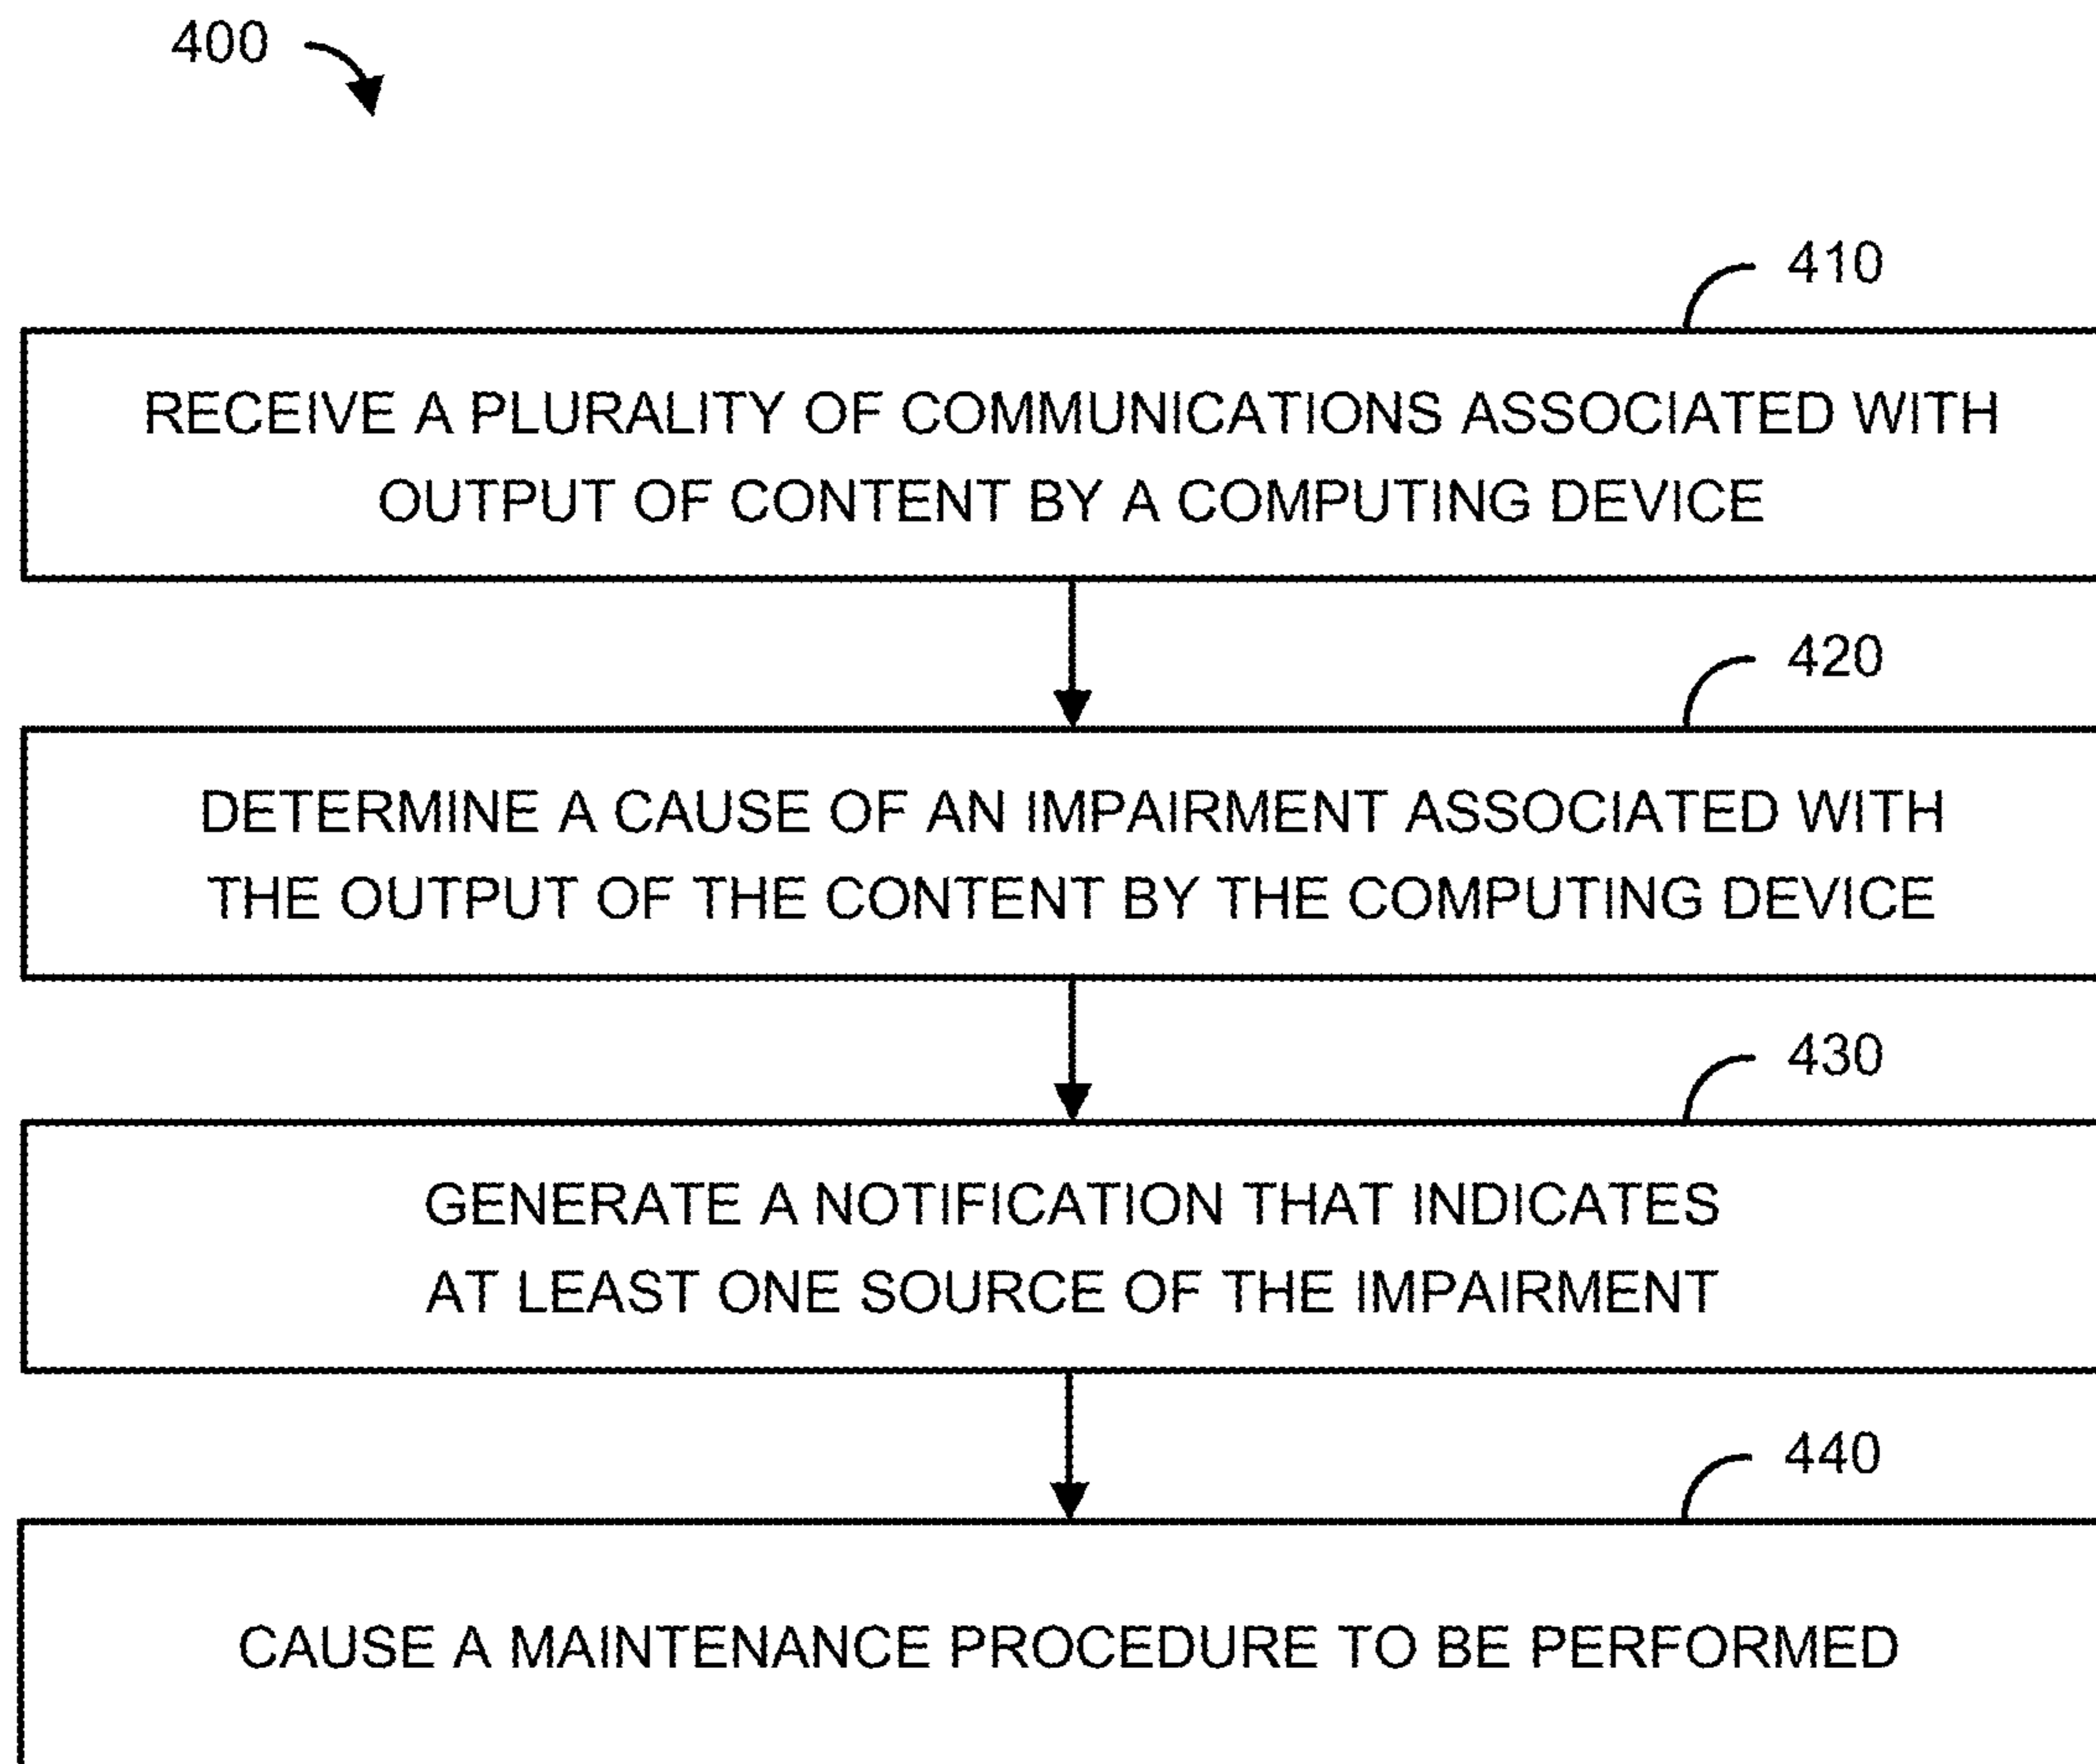 400
410
RECEIVE A PLURALITY OF COMMUNICATIONS ASSOCIATED WITH
OUTPUT OF CONTENT BY A COMPUTING DEVICE
420
DETERMINE A CAUSE OF AN IMPAIRMENT ASSOCIATED WITH
THE OUTPUT OF THE CONTENT BY THE COMPUTING DEVICE
430
GENERATE A NOTIFICATION THAT INDICATES
AT LEAST ONE SOURCE OF THE IMPAIRMENT
440
CAUSE A MAINTENANCE PROCEDURE TO BE PERFORMED